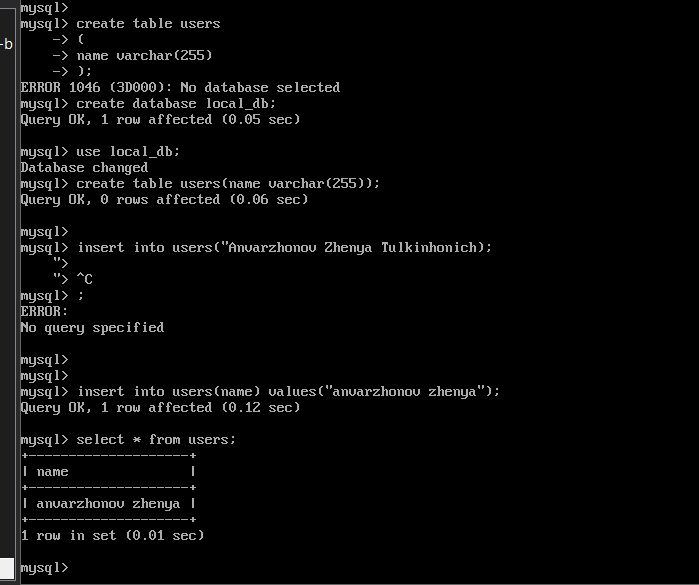 mysql>
mysql> create table users
-> (
-b
-> name varchar(255)
-> );
ERROR 1046 (3D000): No database selected
mysql> create database local_db;
Query OK, 1 row affected (0.05 sec)
mysql> use local_db;
Database changed
mysql> create table users(name varchar(255));
Query OK, 0 rows affected (0.06 sec)
mysql>
mysql> insert into users("Anvarzhonov Zhenya Tulkinhonich);
">
"> ^C
mysql> ;
ERROR:
No query specified
mysql>
mysql>
mysql> insert into users(name) values("anvarzhonov zhenya");
Query OK, 1 row affected (0.12 sec)
mysql> select * from users;
+--------------------+
| name               |
+--------------------+
| anvarzhonov zhenya |
+--------------------+
1 row in set (0.01 sec)
mysql>